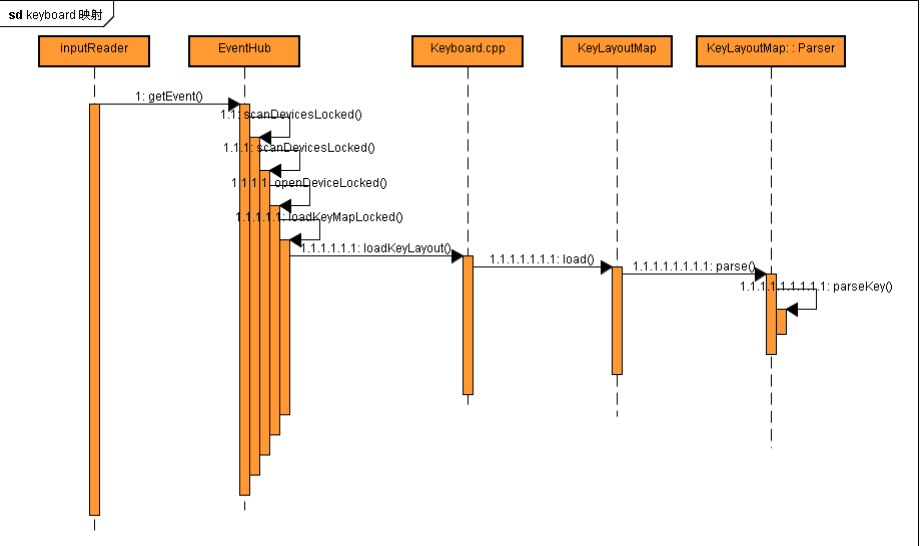 sd keyboard 映射
inputReader
EventHub
Keyboard.cpp
KeyLayoutMap
KeyLayoutMap: : Parser
1: getEvent()
1.1: scanDevicesLocked()
1.1.1: scanDevicesLocked()
1.1.1.1: openDeviceLocked()
1.1.1.1.1: loadKeyMapLocked()
1.1.1.1.1.1: loadKeyLayout()
1.1.1.1.1.1.1: load()
1.1.1.1.1.1.1.1: parse()
1.1.1.1.1.1.1.1.1: parseKey()